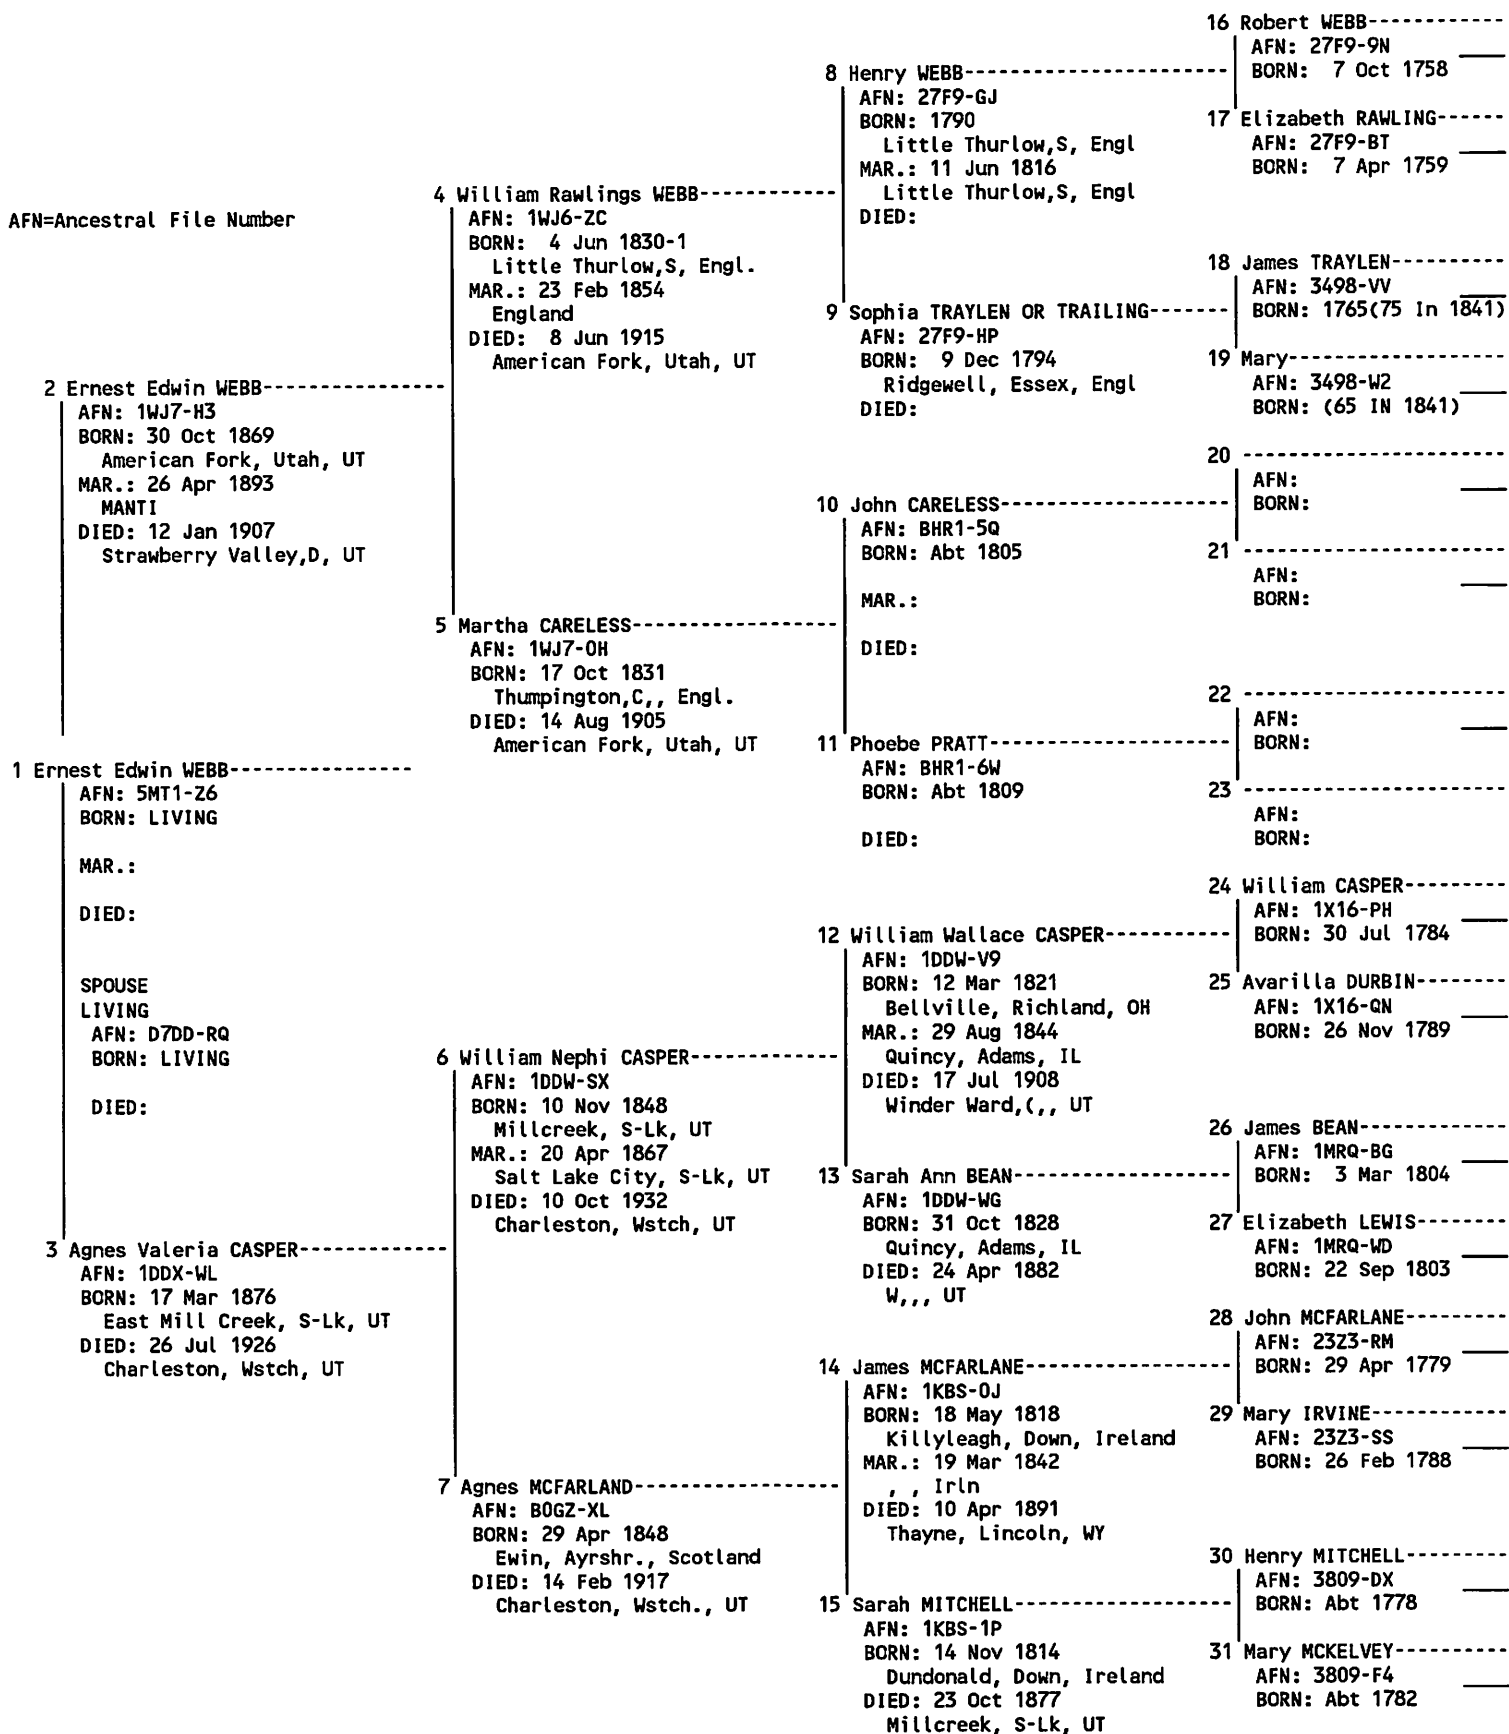 AFN=Ancestral File Number
1 Ernest Edwin WEBB---------------
AFN: 5MT1-Z6
BORN: LIVING
MAR.:
DIED:
SPOUSE
LIVING
AFN: D7DD-RQ
BORN: LIVING
DIED:
2 Ernest Edwin WEBB---------------
AFN: 1WJ7-H3
BORN: 30 Oct 1869
American Fork, Utah, UT
MAR.: 26 Apr 1893
MANTI
DIED: 12 Jan 1907
Strawberry Valley,D, UT
3 Agnes Valeria CASPER------------
AFN: 1DDX-WL
BORN: 17 Mar 1876
East Mill Creek, S-Lk, UT
DIED: 26 Jul 1926
Charleston, Wstch, UT
4 William Rawlings WEBB-----------
AFN: 1WJ6-ZC
BORN: 4 Jun 1830-1
Little Thurlow,S, Engl.
MAR.: 23 Feb 1854
England
DIED: 8 Jun 1915
American Fork, Utah, UT
5 Martha CARELESS-----------------
AFN: 1WJ7-0H
BORN: 17 Oct 1831
Thumpington,C,, Engl.
DIED: 14 Aug 1905
American Fork, Utah, UT
6 William Nephi CASPER------------
AFN: 1DDW-SX
BORN: 10 Nov 1848
Millcreek, S-Lk, UT
MAR.: 20 Apr 1867
Salt Lake City, S-Lk, UT
DIED: 10 Oct 1932
Charleston, Wstch, UT
7 Agnes MCFARLAND-----------------
AFN: B0GZ-XL
BORN: 29 Apr 1848
Ewin, Ayrshr., Scotland
DIED: 14 Feb 1917
Charleston, Wstch., UT
8 Henry WEBB----------------------
AFN: 27F9-GJ
BORN: 1790
Little Thurlow,S, Engl
MAR.: 11 Jun 1816
Little Thurlow,S, Engl
DIED:
9 Sophia TRAYLEN OR TRAILING------
AFN: 27F9-HP
BORN: 9 Dec 1794
Ridgewell, Essex, Engl
DIED:
10 John CARELESS-------------------
AFN: BHR1-5Q
BORN: Abt 1805
MAR.:
DIED:
11 Phoebe PRATT--------------------
AFN: BHR1-6W
BORN: Abt 1809
DIED:
12 William Wallace CASPER----------
AFN: 1DDW-V9
BORN: 12 Mar 1821
Bellville, Richland, OH
MAR.: 29 Aug 1844
Quincy, Adams, IL
DIED: 17 Jul 1908
Winder Ward,(,, UT
13 Sarah Ann BEAN------------------
AFN: 1DDW-WG
BORN: 31 Oct 1828
Quincy, Adams, IL
DIED: 24 Apr 1882
W,,, UT
14 James MCFARLANE-----------------
AFN: 1KBS-0J
BORN: 18 May 1818
Killyleagh, Down, Ireland
MAR.: 19 Mar 1842
, , Irln
DIED: 10 Apr 1891
Thayne, Lincoln, WY
15 Sarah MITCHELL------------------
AFN: 1KBS-1P
BORN: 14 Nov 1814
Dundonald, Down, Ireland
DIED: 23 Oct 1877
Millcreek, S-Lk, UT
16 Robert WEBB------------
AFN: 27F9-9N
BORN: 7 Oct 1758
17 Elizabeth RAWLING------
AFN: 27F9-BT
BORN: 7 Apr 1759
18 James TRAYLEN----------
AFN: 3498-VV
BORN: 1765(75 In 1841)
19 Mary-------------------
AFN: 3498-W2
BORN: (65 IN 1841)
20 -----------------------
AFN:
BORN:
21 -----------------------
AFN:
BORN:
22 -----------------------
AFN:
BORN:
23 -----------------------
AFN:
BORN:
24 William CASPER---------
AFN: 1X16-PH
BORN: 30 Jul 1784
25 Avarilla DURBIN--------
AFN: 1X16-QN
BORN: 26 Nov 1789
26 James BEAN-------------
AFN: 1MRQ-BG
BORN: 3 Mar 1804
27 Elizabeth LEWIS--------
AFN: 1MRQ-WD
BORN: 22 Sep 1803
28 John MCFARLANE---------
AFN: 23Z3-RM
BORN: 29 Apr 1779
29 Mary IRVINE------------
AFN: 23Z3-SS
BORN: 26 Feb 1788
30 Henry MITCHELL---------
AFN: 3809-DX
BORN: Abt 1778
31 Mary MCKELVEY----------
AFN: 3809-F4
BORN: Abt 1782